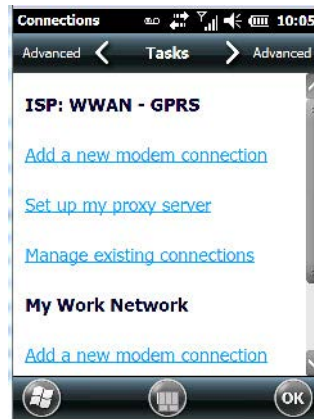 Connections 10:05
Advanced Tasks Advanced
ISP: WWAN - GPRS
Add a new modem connection
Set up my proxy server
Manage existing connections
My Work Network
Add a new modem connection
OK